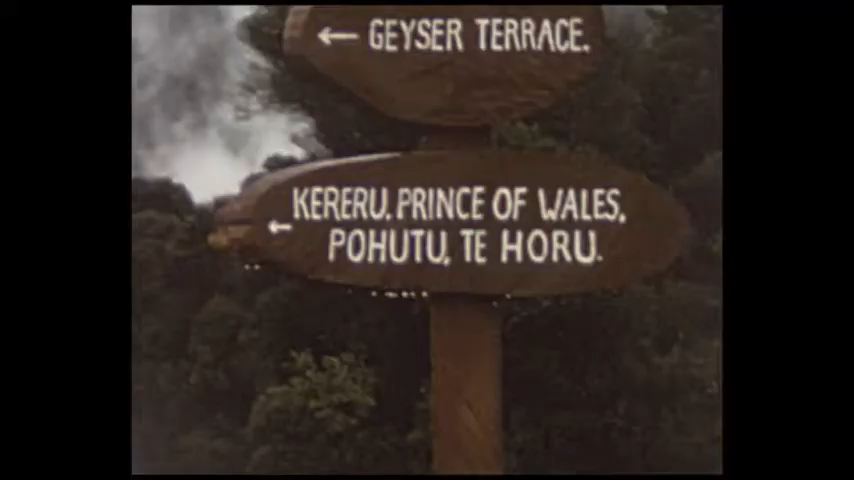 ← GEYSER TERRACE.
KERERU, PRINCE OF WALES,
← POHUTU, TE HORU.